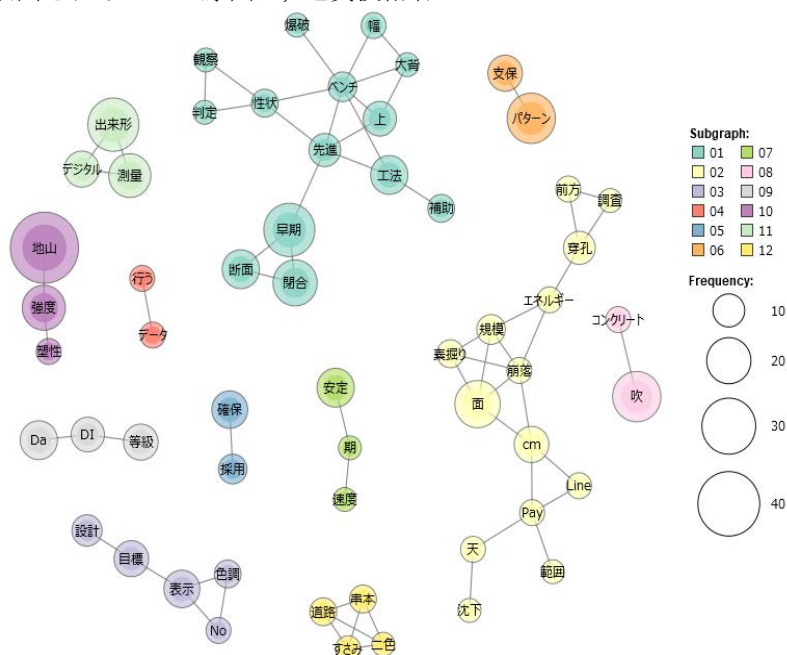 爆破
幅
観察
大背
ベンチ
支保
判定
性状
上
パターン
出来形
先進
デジタル
測量
工法
補助
前方
調査
早期
地山
穿孔
断面
閉合
行う
強度
エネルギー
コンクリート
規模
データ
塑性
素掘り
崩落
安定
面
吹
確保
Da
DI
等級
期
cm
採用
Line
速度
Pay
設計
目標
天
範囲
色調
表示
串本
道路
沈下
No
すさみ
二色
Subgraph:
01 07
02 08
03 09
04 10
05 11
06 12
Frequency:
10
20
30
40